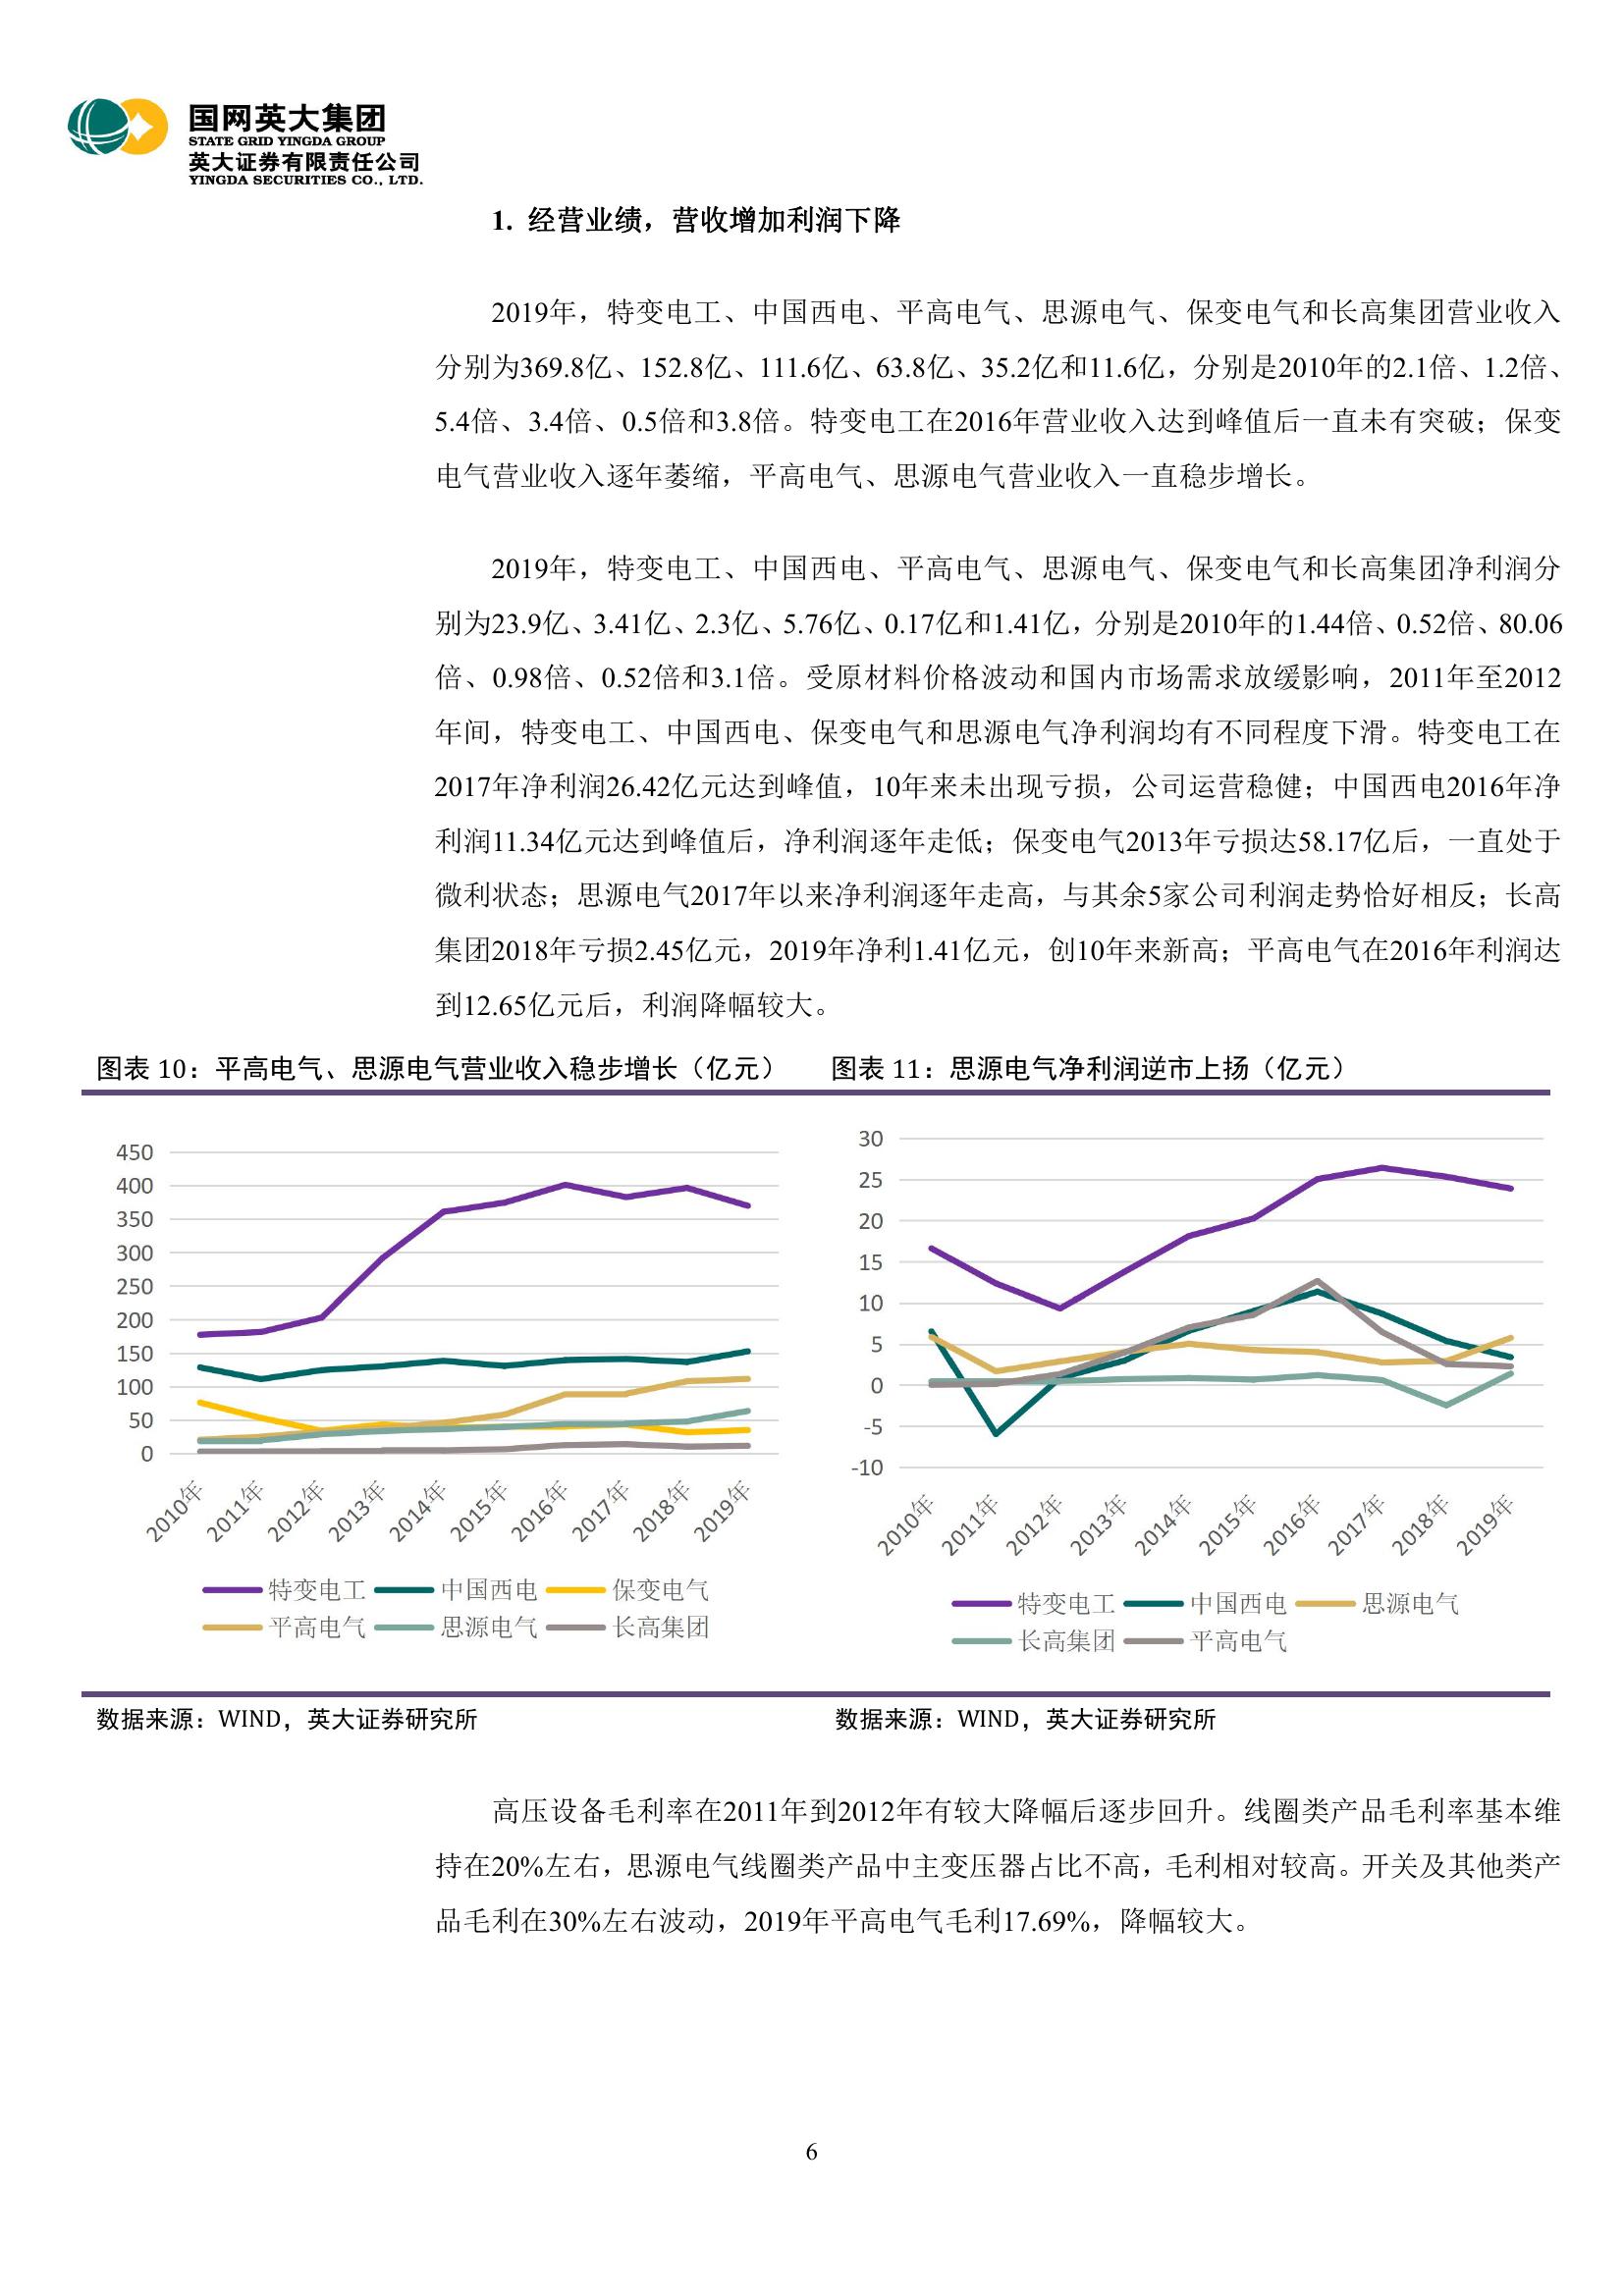 国网英大集团
STATE GRID YINGDA GROUP
英大证券有限责任公司
YINGDA SECURITIES CO., LTD.
1. 经营业绩，营收增加利润下降
2019年，特变电工、中国西电、平高电气、思源电气、保变电气和长高集团营业收入
分别为369.8亿、152.8亿、111.6亿、63.8亿、35.2亿和11.6亿，分别是2010年的2.1倍、1.2倍、
5.4倍、3.4倍、0.5倍和3.8倍。特变电工在2016年营业收入达到峰值后一直未有突破；保变
电气营业收入逐年萎缩，平高电气、思源电气营业收入一直稳步增长。
2019年，特变电工、中国西电、平高电气、思源电气、保变电气和长高集团净利润分
别为23.9亿、3.41亿、2.3亿、5.76亿、0.17亿和1.41亿，分别是2010年的1.44倍、0.52倍、80.06
倍、0.98倍、0.52倍和3.1倍。受原材料价格波动和国内市场需求放缓影响，2011年至2012
年间，特变电工、中国西电、保变电气和思源电气净利润均有不同程度下滑。特变电工在
2017年净利润26.42亿元达到峰值，10年来未出现亏损，公司运营稳健；中国西电2016年净
利润11.34亿元达到峰值后，净利润逐年走低；保变电气2013年亏损达58.17亿后，一直处于
微利状态；思源电气2017年以来净利润逐年走高，与其余5家公司利润走势恰好相反；长高
集团2018年亏损2.45亿元，2019年净利1.41亿元，创10年来新高；平高电气在2016年利润达
到12.65亿元后，利润降幅较大。
图表 10：平高电气、思源电气营业收入稳步增长（亿元）
450
400
350
300
250
200
150
100
50
0
2010年 2011年 2012年 2013年 2014年 2015年 2016年 2017年 2018年 2019年
特变电工 中国西电 保变电气
平高电气 思源电气 长高集团
数据来源：WIND，英大证券研究所
图表 11：思源电气净利润逆市上扬（亿元）
30
25
20
15
10
5
0
-5
-10
2010年 2011年 2012年 2013年 2014年 2015年 2016年 2017年 2018年 2019年
特变电工 中国西电 思源电气
长高集团 平高电气
数据来源：WIND，英大证券研究所
高压设备毛利率在2011年到2012年有较大降幅后逐步回升。线圈类产品毛利率基本维
持在20%左右，思源电气线圈类产品中主变压器占比不高，毛利相对较高。开关及其他类产
品毛利在30%左右波动，2019年平高电气毛利17.69%，降幅较大。
6